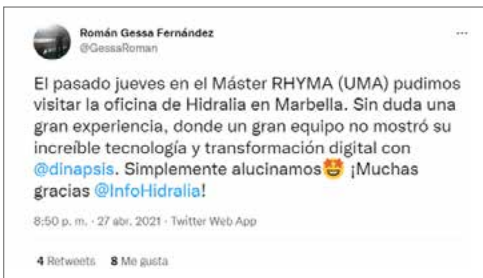 Román Gessa Fernández
@GessaRoman
El pasado jueves en el Máster RHYMA (UMA) pudimos
visitar la oficina de Hidralia en Marbella. Sin duda una
gran experiencia, donde un gran equipo no mostró su
increíble tecnología y transformación digital con
@dinapsis. Simplemente alucinamos🤩 ¡Muchas
gracias @InfoHidralia!
8:50 p. m. · 27 abr. 2021 · Twitter Web App
4 Retweets 8 Me gusta